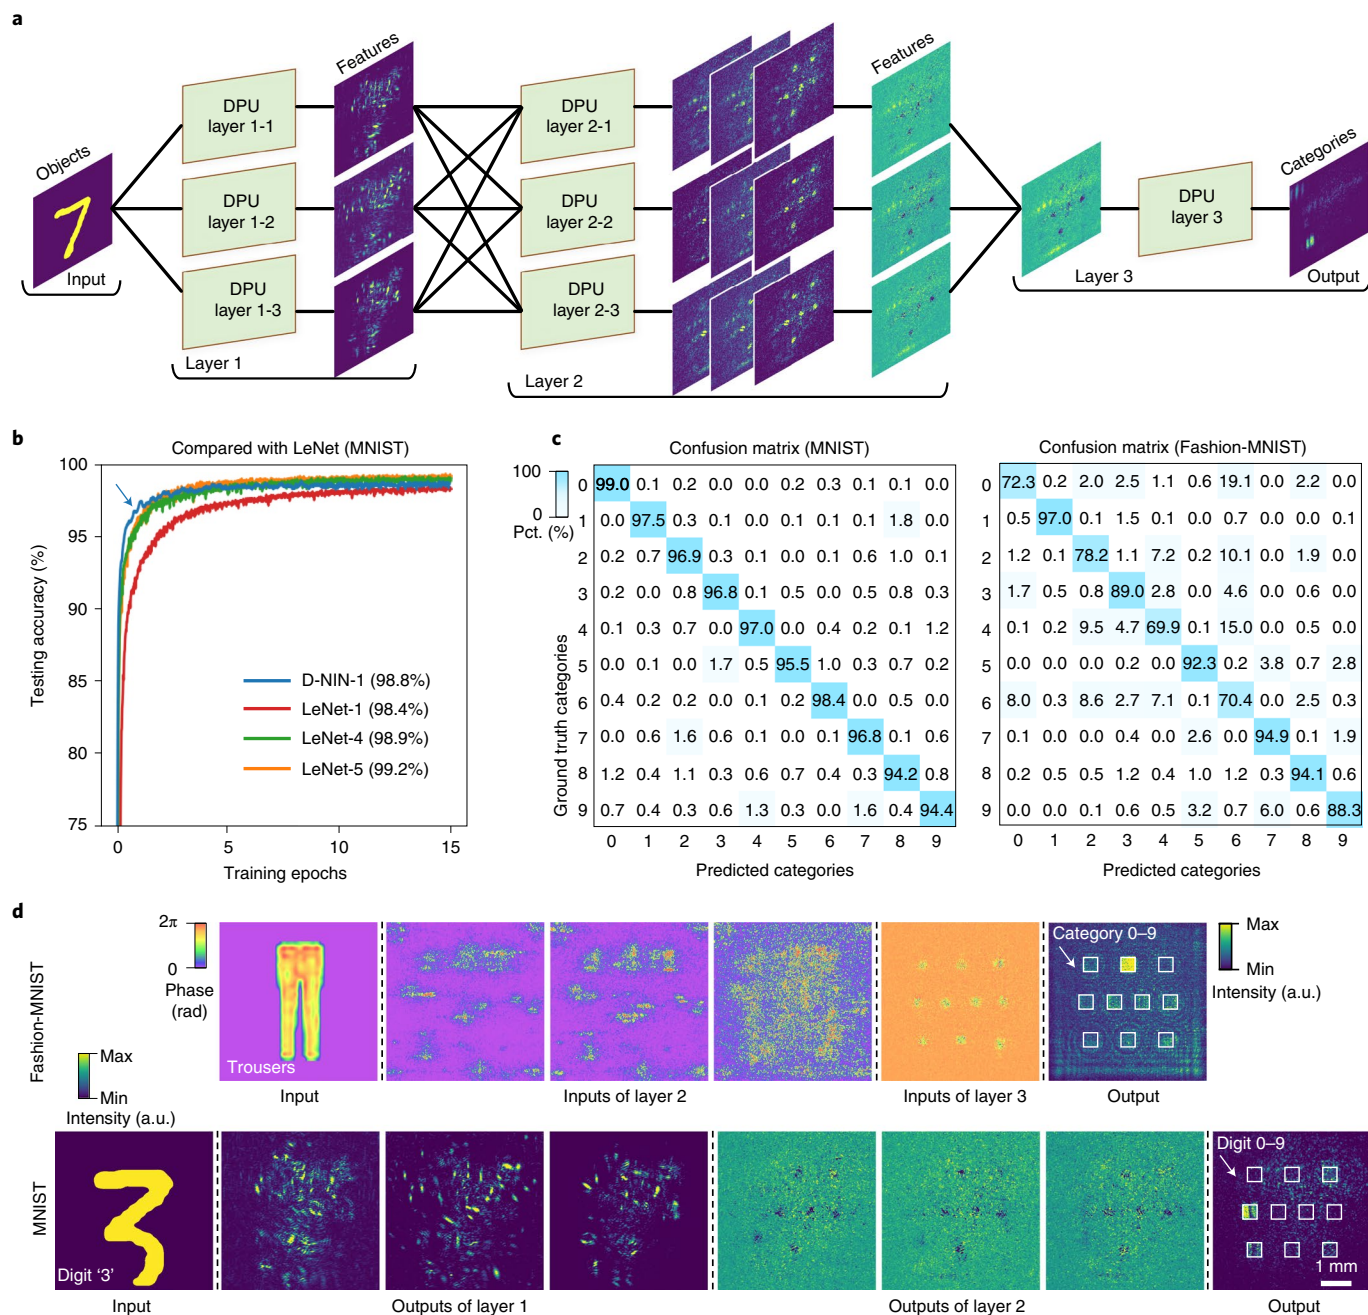 a
Objects
Input
DPU
layer 1-1
DPU
layer 1-2
DPU
layer 1-3
Layer 1
Features
DPU
layer 2-1
DPU
layer 2-2
DPU
layer 2-3
Layer 2
Features
Layer 3
DPU
layer 3
Categories
Output
b
Compared with LeNet (MNIST)
Testing accuracy (%)
100
95
90
85
80
75
0 5 10 15
Training epochs
D-NIN-1 (98.8%)
LeNet-1 (98.4%)
LeNet-4 (98.9%)
LeNet-5 (99.2%)
c
Confusion matrix (MNIST)
100
0
Pct. (%)
Ground truth categories
0 99.0 0.1 0.2 0.0 0.0 0.2 0.3 0.1 0.1 0.0
1 0.0 97.5 0.3 0.1 0.0 0.1 0.1 0.1 1.8 0.0
2 0.2 0.7 96.9 0.3 0.1 0.0 0.1 0.6 1.0 0.1
3 0.2 0.0 0.8 96.8 0.1 0.5 0.0 0.5 0.8 0.3
4 0.1 0.3 0.7 0.0 97.0 0.0 0.4 0.2 0.1 1.2
5 0.0 0.1 0.0 1.7 0.5 95.5 1.0 0.3 0.7 0.2
6 0.4 0.2 0.2 0.0 0.1 0.2 98.4 0.0 0.5 0.0
7 0.0 0.6 1.6 0.6 0.1 0.0 0.1 96.8 0.1 0.6
8 1.2 0.4 1.1 0.3 0.6 0.7 0.4 0.3 94.2 0.8
9 0.7 0.4 0.3 0.6 1.3 0.3 0.0 1.6 0.4 94.4
0 1 2 3 4 5 6 7 8 9
Predicted categories
Confusion matrix (Fashion-MNIST)
0 72.3 0.2 2.0 2.5 1.1 0.6 19.1 0.0 2.2 0.0
1 0.5 97.0 0.1 1.5 0.1 0.0 0.7 0.0 0.0 0.1
2 1.2 0.1 78.2 1.1 7.2 0.2 10.1 0.0 1.9 0.0
3 1.7 0.5 0.8 89.0 2.8 0.0 4.6 0.0 0.6 0.0
4 0.1 0.2 9.5 4.7 69.9 0.1 15.0 0.0 0.5 0.0
5 0.0 0.0 0.0 0.2 0.0 92.3 0.2 3.8 0.7 2.8
6 8.0 0.3 8.6 2.7 7.1 0.1 70.4 0.0 2.5 0.3
7 0.1 0.0 0.0 0.4 0.0 2.6 0.0 94.9 0.1 1.9
8 0.2 0.5 0.5 1.2 0.4 1.0 1.2 0.3 94.1 0.6
9 0.0 0.0 0.1 0.6 0.5 3.2 0.7 6.0 0.6 88.3
0 1 2 3 4 5 6 7 8 9
Predicted categories
d
Fashion-MNIST
2π
0
Phase
(rad)
Trousers
Input
Inputs of layer 2
Inputs of layer 3
Category 0–9
Output
Max
Min
Intensity (a.u.)
Max
Min
Intensity (a.u.)
MNIST
Digit ‘3’
Input
Outputs of layer 1
Outputs of layer 2
Digit 0–9
1 mm
Output